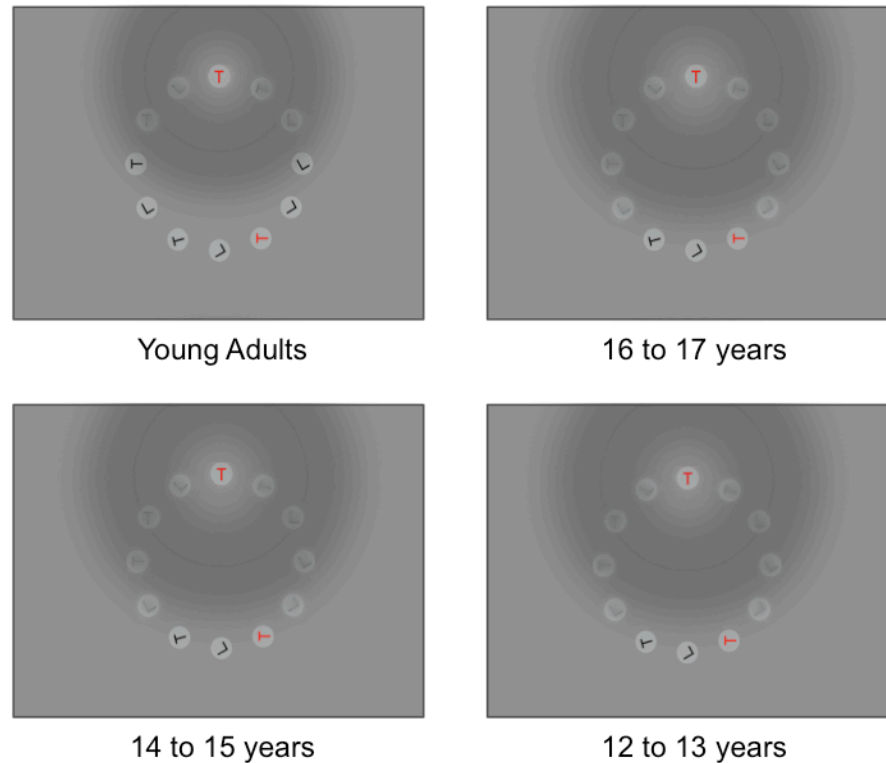 T
T L
L L
T L T
Young Adults
T
T L T
16 to 17 years
T
T L T
14 to 15 years
T
T L T
12 to 13 years